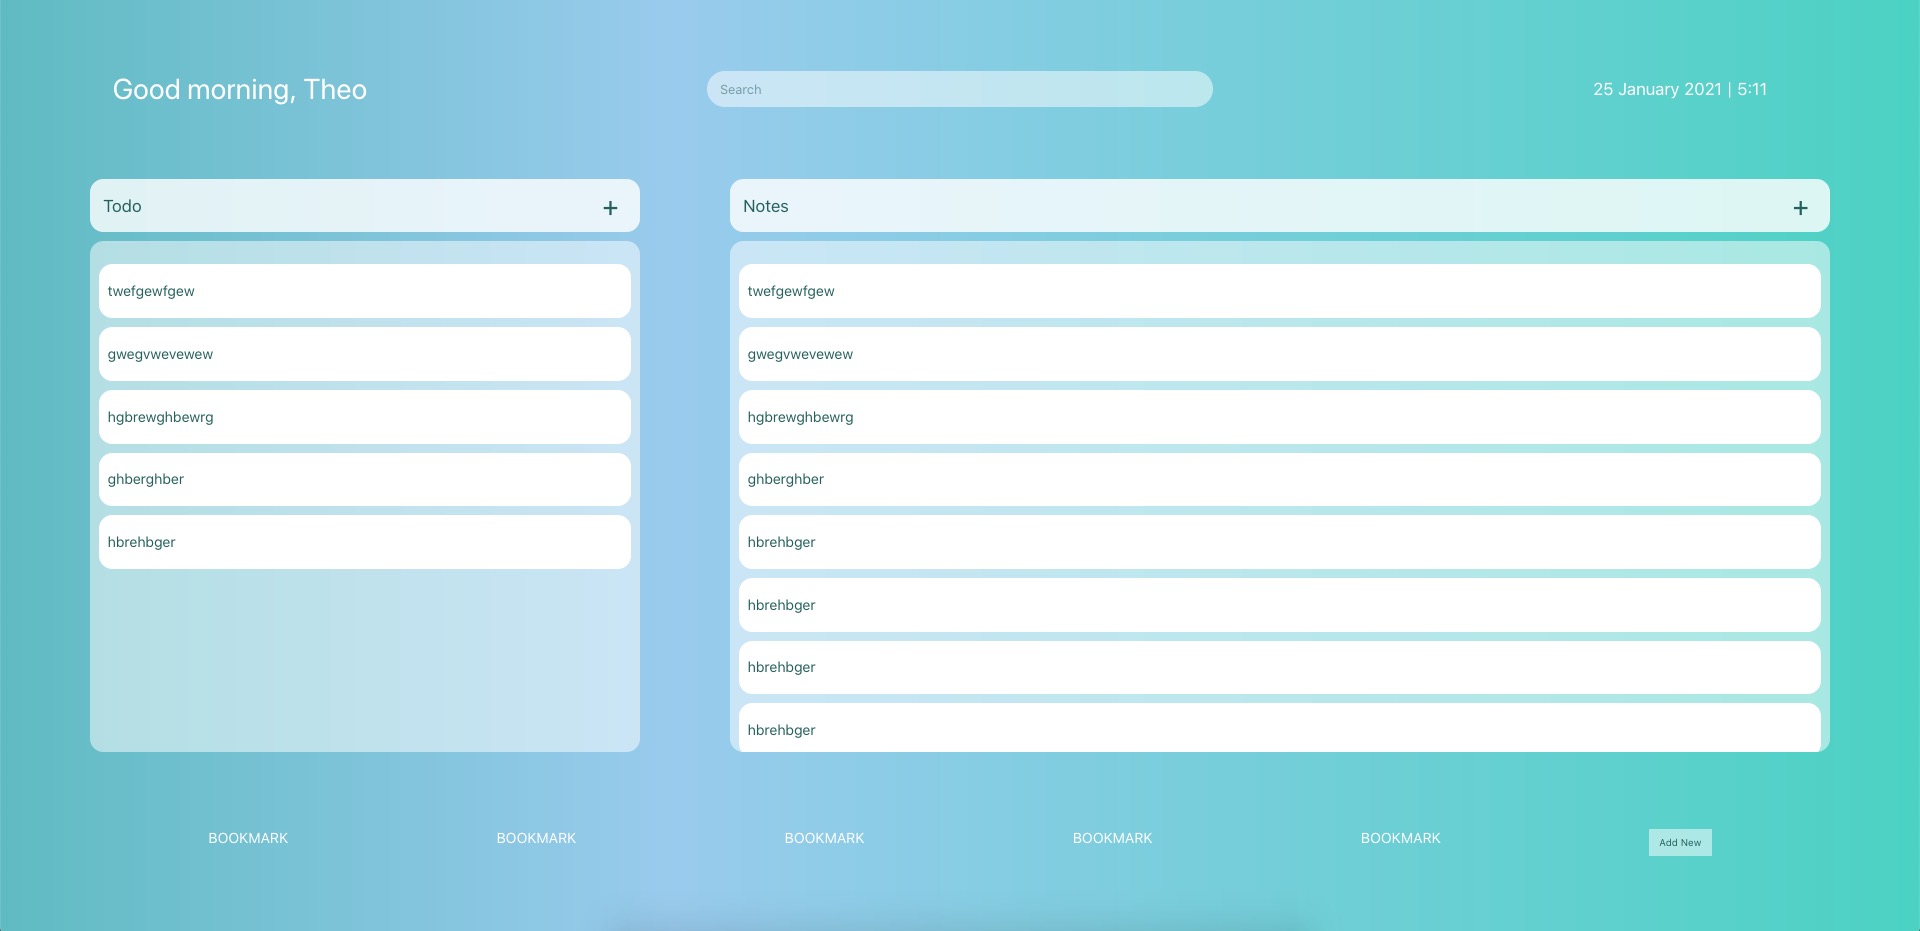 Good morning, Theo
Search
25 January 2021 | 5:11
Todo +
twefgewfgew
gwegvwevewew
hgbrewghbewrg
ghberghber
hbrehbger
Notes +
twefgewfgew
gwegvwevewew
hgbrewghbewrg
ghberghber
hbrehbger
hbrehbger
hbrehbger
hbrehbger
BOOKMARK BOOKMARK BOOKMARK BOOKMARK BOOKMARK Add New